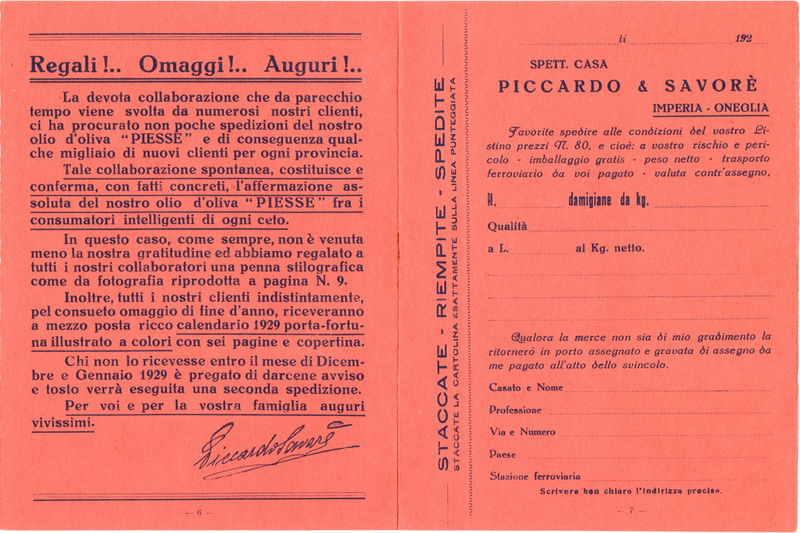 Regali!.. Omaggi!.. Auguri!..
La devota collaborazione che da parecchio
tempo viene svolta da numerosi nostri clienti,
ci ha procurato non poche spedizioni del nostro
olio d'oliva "PIESSE" e di conseguenza qual-
che migliaio di nuovi clienti per ogni provincia.
Tale collaborazione spontanea, costituisce e
conferma, con fatti concreti, l'affermazione as-
soluta del nostro olio d'oliva "PIESSE" fra i
consumatori intelligenti di ogni ceto.
In questo caso, come sempre, non è venuta
meno la nostra gratitudine ed abbiamo regalato a
tutti i nostri collaboratori una penna stilografica
come da fotografia riprodotta a pagina N. 9.
Inoltre, tutti i nostri clienti indistintamente,
pel consueto omaggio di fine d'anno, riceveranno
a mezzo posta ricco calendario 1929 porta-fortu-
na illustrato a colori con sei pagine e copertina.
Chi non lo ricevesse entro il mese di Dicem-
bre e Gennaio 1929 è pregato di darcene avviso
e tosto verrà eseguita una seconda spedizione.
Per voi e per la vostra famiglia auguri
vivissimi.
Piccardo Savorè
— 6 —
STACCATE - RIEMPITE - SPEDITE
STACCATE LA CARTOLINA ESATTAMENTE SULLA LINEA PUNTEGGIATA
li 192
SPETT. CASA
PICCARDO & SAVORÈ
IMPERIA - ONEGLIA
Favorite spedire alle condizioni del vostro Li-
stino prezzi N. 80, e cioè: a vostro rischio e peri-
colo - imballaggio gratis - peso netto - trasporto
ferroviario da voi pagato - valuta contr'assegno,
N. damigiane da kg.
Qualità
a L. al Kg. netto.
Qualora la merce non sia di mio gradimento la
ritornerò in porto assegnato e gravata di assegno da
me pagato all'atto dello svincolo.
Casato e Nome
Professione
Via e Numero
Paese
Stazione ferroviaria
Scrivere ben chiaro l'indirizzo preciso.
— 7 —